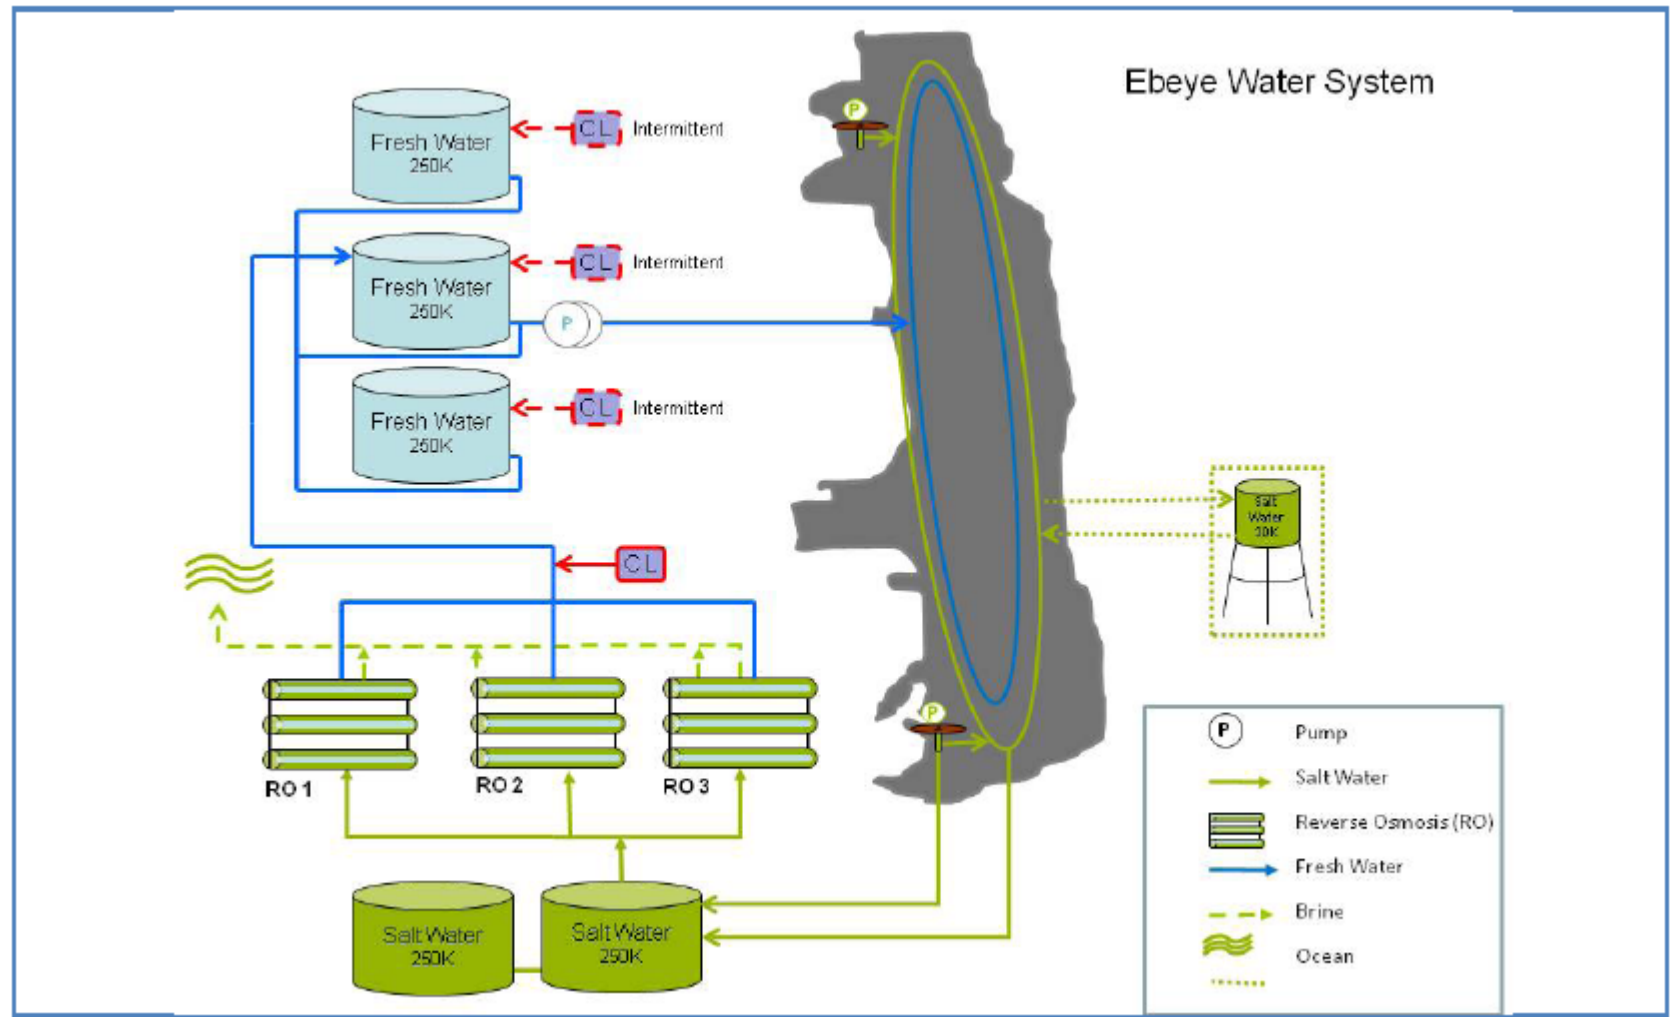 Ebeye Water System
P
Fresh Water
250K
CL
Intermittent
Fresh Water
250K
CL
Intermittent
P
Fresh Water
250K
CL
Intermittent
Salt
Water
CL
RO 1
RO 2
RO 3
P
Salt Water
250K
Salt Water
250K
P
Pump
Salt Water
Reverse Osmosis (RO)
Fresh Water
Brine
Ocean